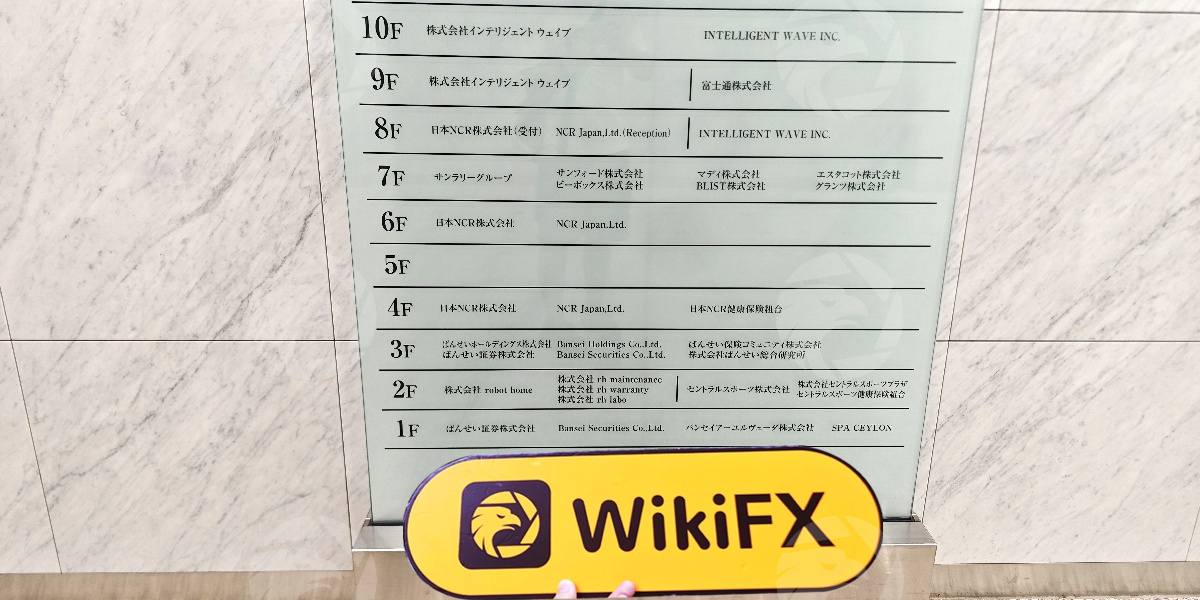 10F 株式会社インテリジェント ウェイブ INTELLIGENT WAVE INC.
9F 株式会社インテリジェント ウェイブ 富士通株式会社
8F 日本NCR株式会社(受付) NCR Japan,Ltd.(Reception) INTELLIGENT WAVE INC.
7F サンラリーグループ サンフィード株式会社 マディ株式会社 エスタコット株式会社
ビーボックス株式会社 BLIST株式会社 グランツ株式会社
6F 日本NCR株式会社 NCR Japan,Ltd.
5F
4F 日本NCR株式会社 NCR Japan,Ltd. 日本NCR健康保険組合
3F ばんせいホールディングス株式会社 Bansei Holdings Co.,Ltd. ばんせい保険コミュニティ株式会社
ばんせい証券株式会社 Bansei Securities Co.,Ltd. 株式会社ばんせい総合研究所
2F 株式会社 robot home 株式会社 rh maintenance セントラルスポーツ株式会社 株式会社セントラルスポーツプラザ
株式会社 rh warranty セントラルスポーツ健康保険組合
株式会社 rh labo
1F ばんせい証券株式会社 Bansei Securities Co.,Ltd. バンセイアーユルヴェーダ株式会社 SPA CEYLON
WikiFX